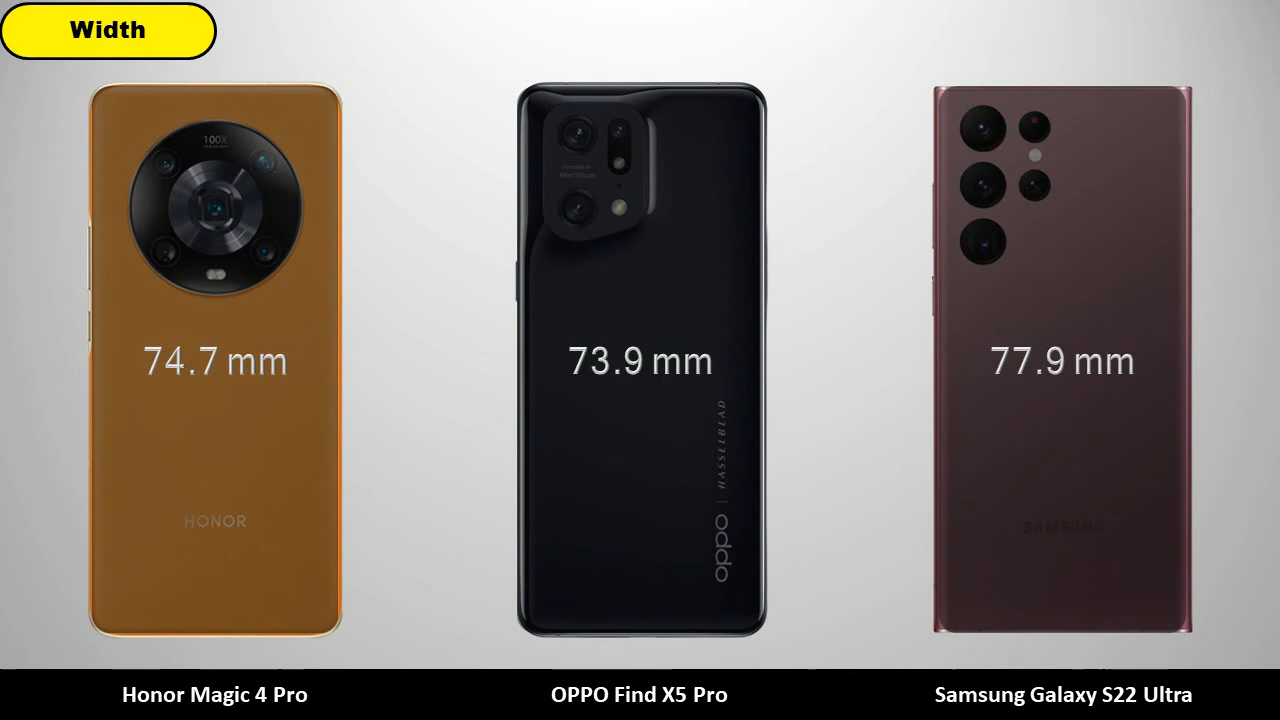 Width
100X
74.7 mm
HONOR
Honor Magic 4 Pro
73.9 mm
oppo | HASSELBLAD
OPPO Find X5 Pro
77.9 mm
SAMSUNG
Samsung Galaxy S22 Ultra